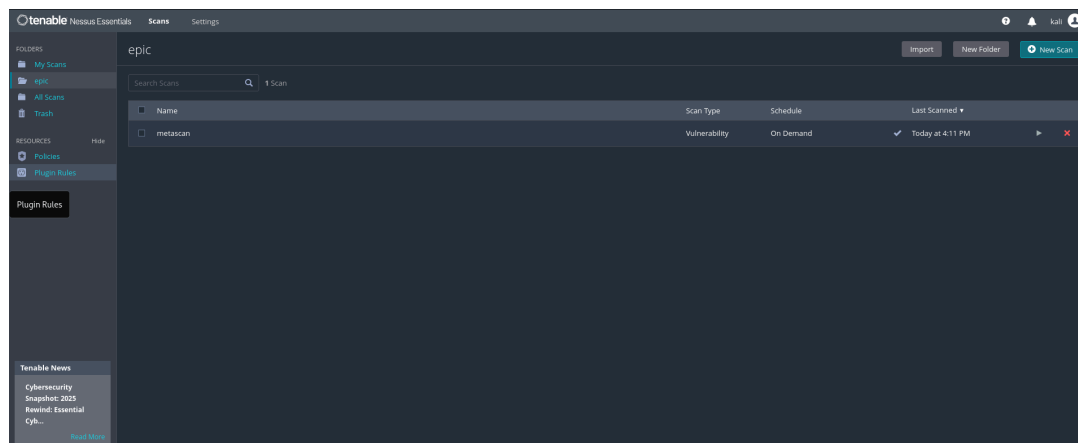 tenable Nessus Essentials Scans Settings kali
FOLDERS
My Scans
epic
All Scans
Trash
RESOURCES Hide
Policies
Plugin Rules
Plugin Rules
Tenable News
Cybersecurity
Snapshot: 2025
Rewind: Essential
Cyb...
Read More
epic
Import New Folder New Scan
Search Scans 1 Scan
Name Scan Type Schedule Last Scanned ▼
metascan Vulnerability On Demand Today at 4:11 PM